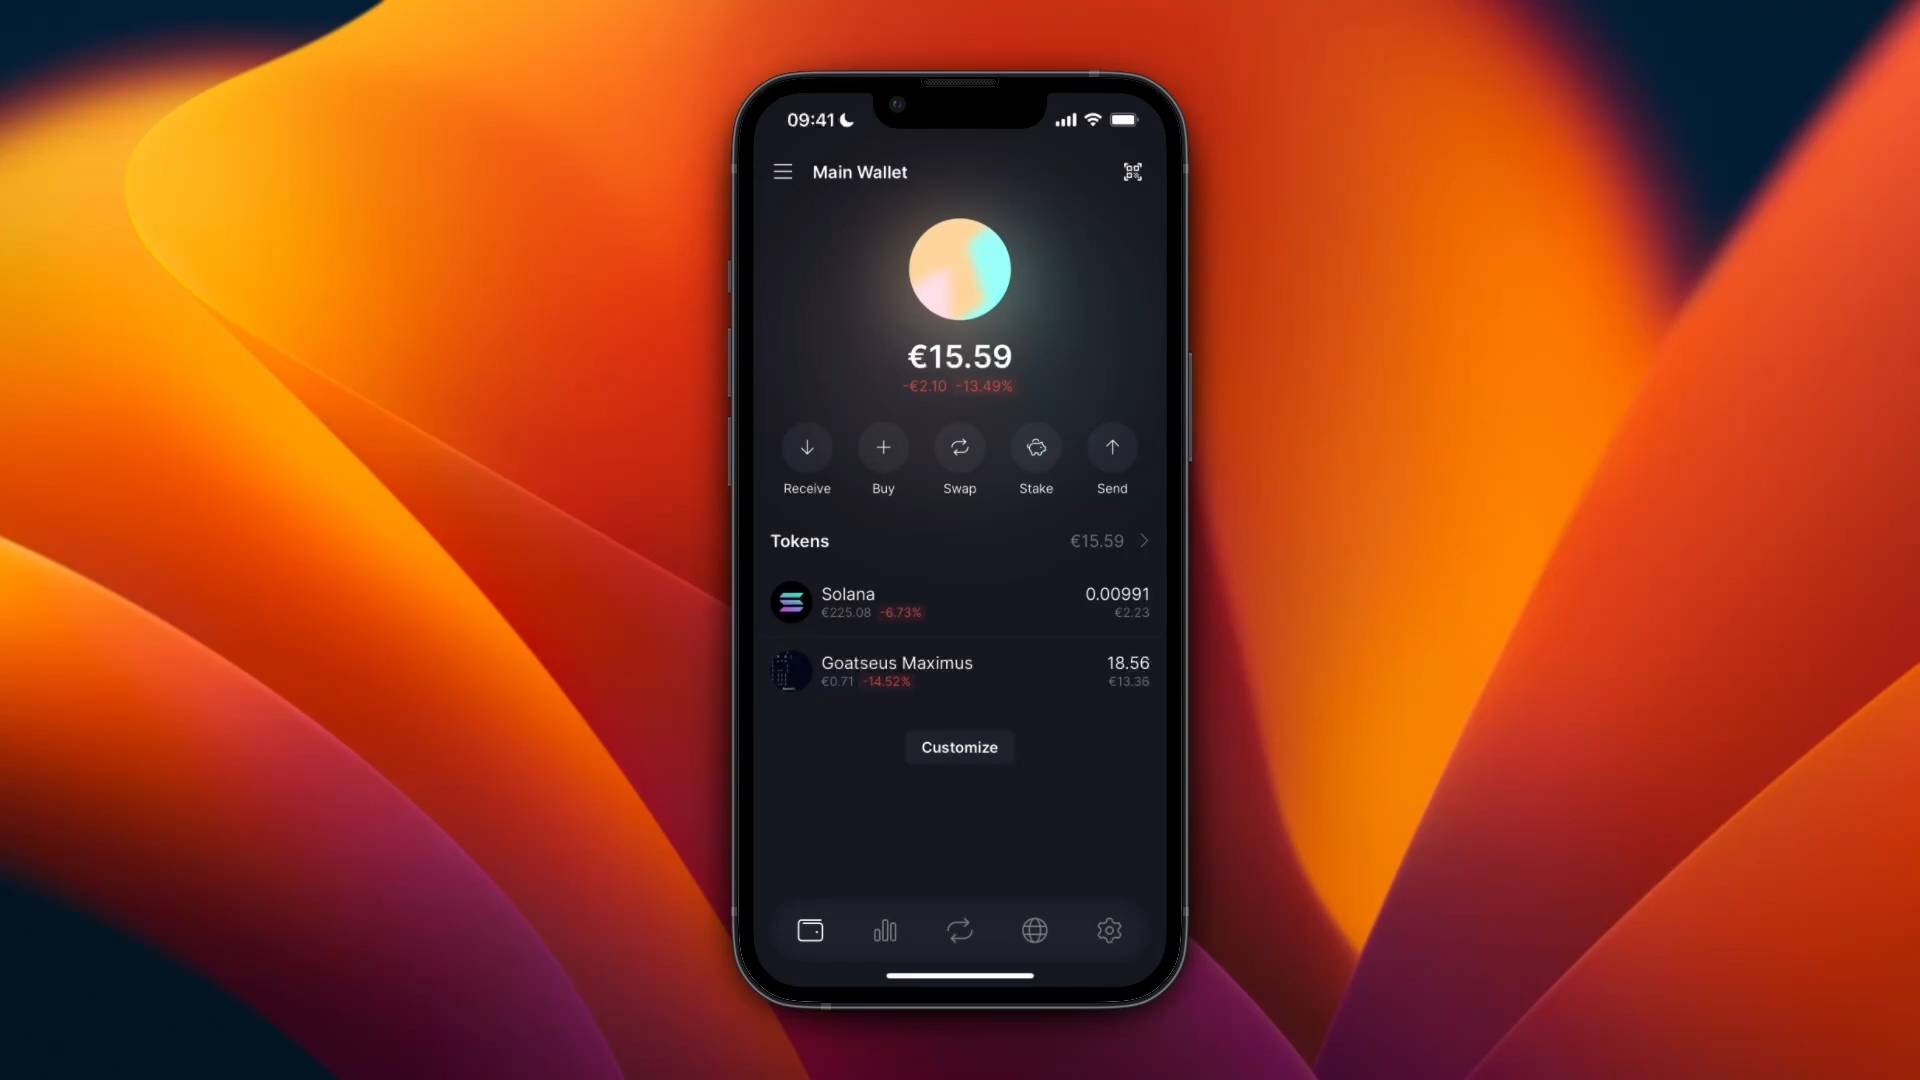 09:41
Main Wallet
€15.59
-€2.10 -13.49%
Receive Buy Swap Stake Send
Tokens €15.59
Solana 0.00991
€225.08 -6.73% €2.23
Goatseus Maximus 18.56
€0.71 -14.52% €13.36
Customize